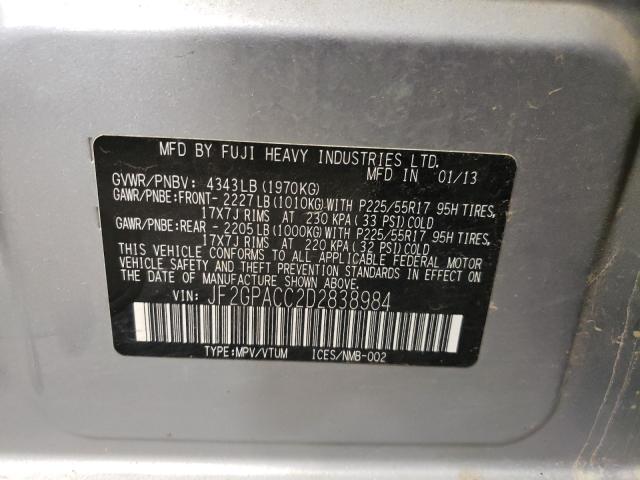 MFD BY FUJI HEAVY INDUSTRIES LTD.
MFD IN 01/13
GVWR/PNBV: 4343LB (1970KG)
GAWR/PNBE:FRONT- 2227LB(1010KG)WITH P225/55R17 95H TIRES,
17X7J RIMS AT 230 KPA (33 PSI)COLD
GAWR/PNBE:REAR - 2205LB(1000KG)WITH P225/55R17 95H TIRES,
17X7J RIMS AT 220 KPA (32 PSI)COLD
THIS VEHICLE CONFORMS TO ALL APPLICABLE FEDERAL MOTOR
VEHICLE SAFETY AND THEFT PREVENTION STANDARDS IN EFFECT ON
THE DATE OF MANUFACTURE SHOWN ABOVE.
VIN: JF2GPACC2D2838984
TYPE:MPV/VTUM ICES/NMB-002